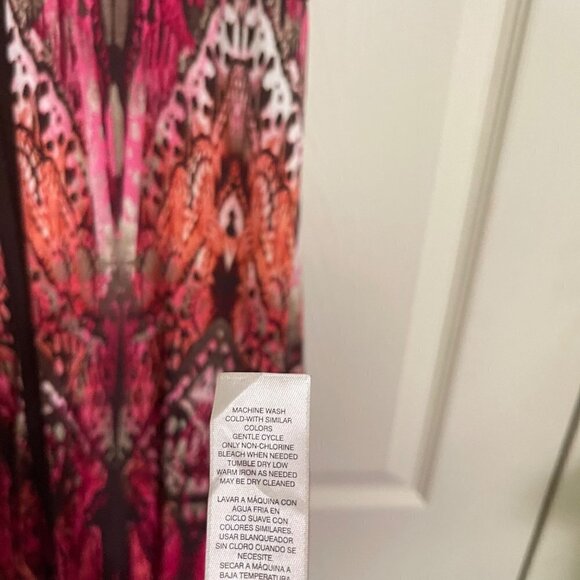 MACHINE WASH
COLD-WITH SIMILAR
COLORS
GENTLE CYCLE
ONLY NON-CHLORINE
BLEACH WHEN NEEDED
TUMBLE DRY LOW
WARM IRON AS NEEDED
MAY BE DRY CLEANED
LAVAR A MÁQUINA CON
AGUA FRIA EN
CICLO SUAVE CON
COLORES SIMILARES.
USAR BLANQUEADOR
SIN CLORO CUANDO SE
NECESITE.
SECAR A MÁQUINA A
BAJA TEMPERATURA